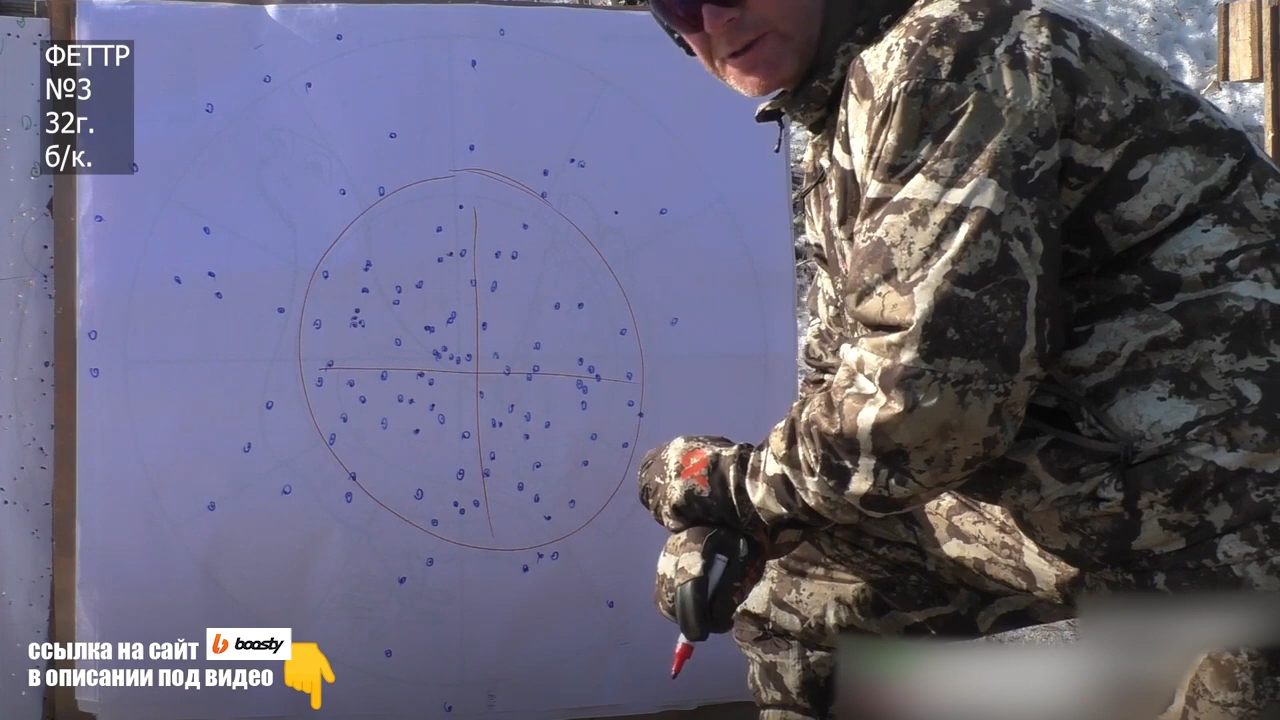 ФЕТТР
№3
32г.
б/к.
ссылка на сайт boosty
в описании под видео